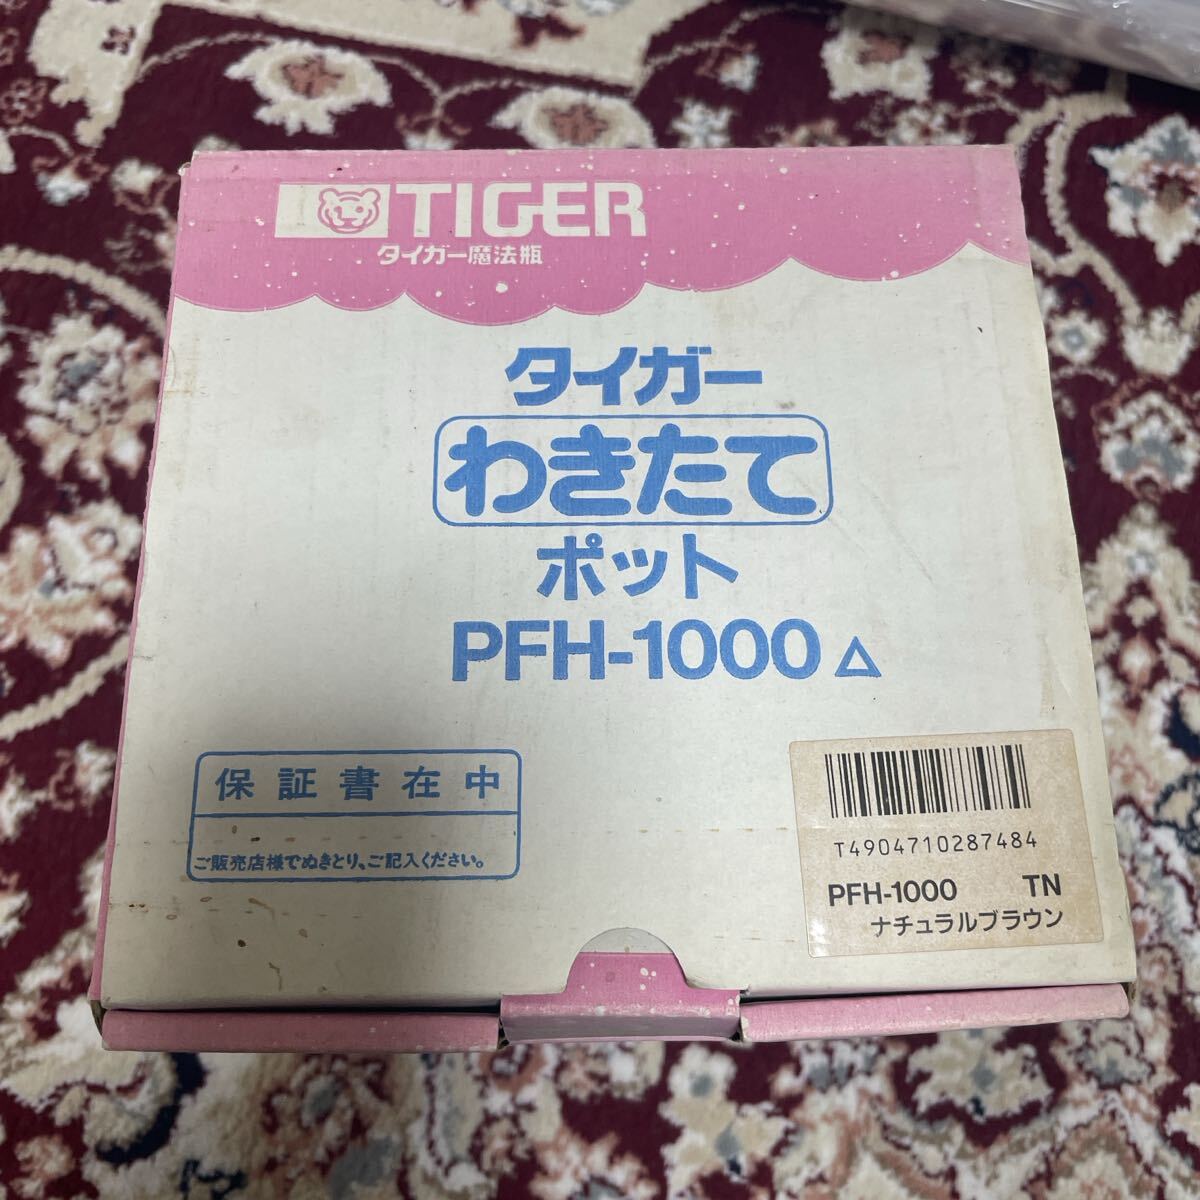 TIGER
タイガー魔法瓶
タイガー
わきたて
ポット
PFH-1000 △
保証書在中
ご販売店様でぬきとり、ご記入ください。
T4904710287484
PFH-1000 TN
ナチュラルブラウン